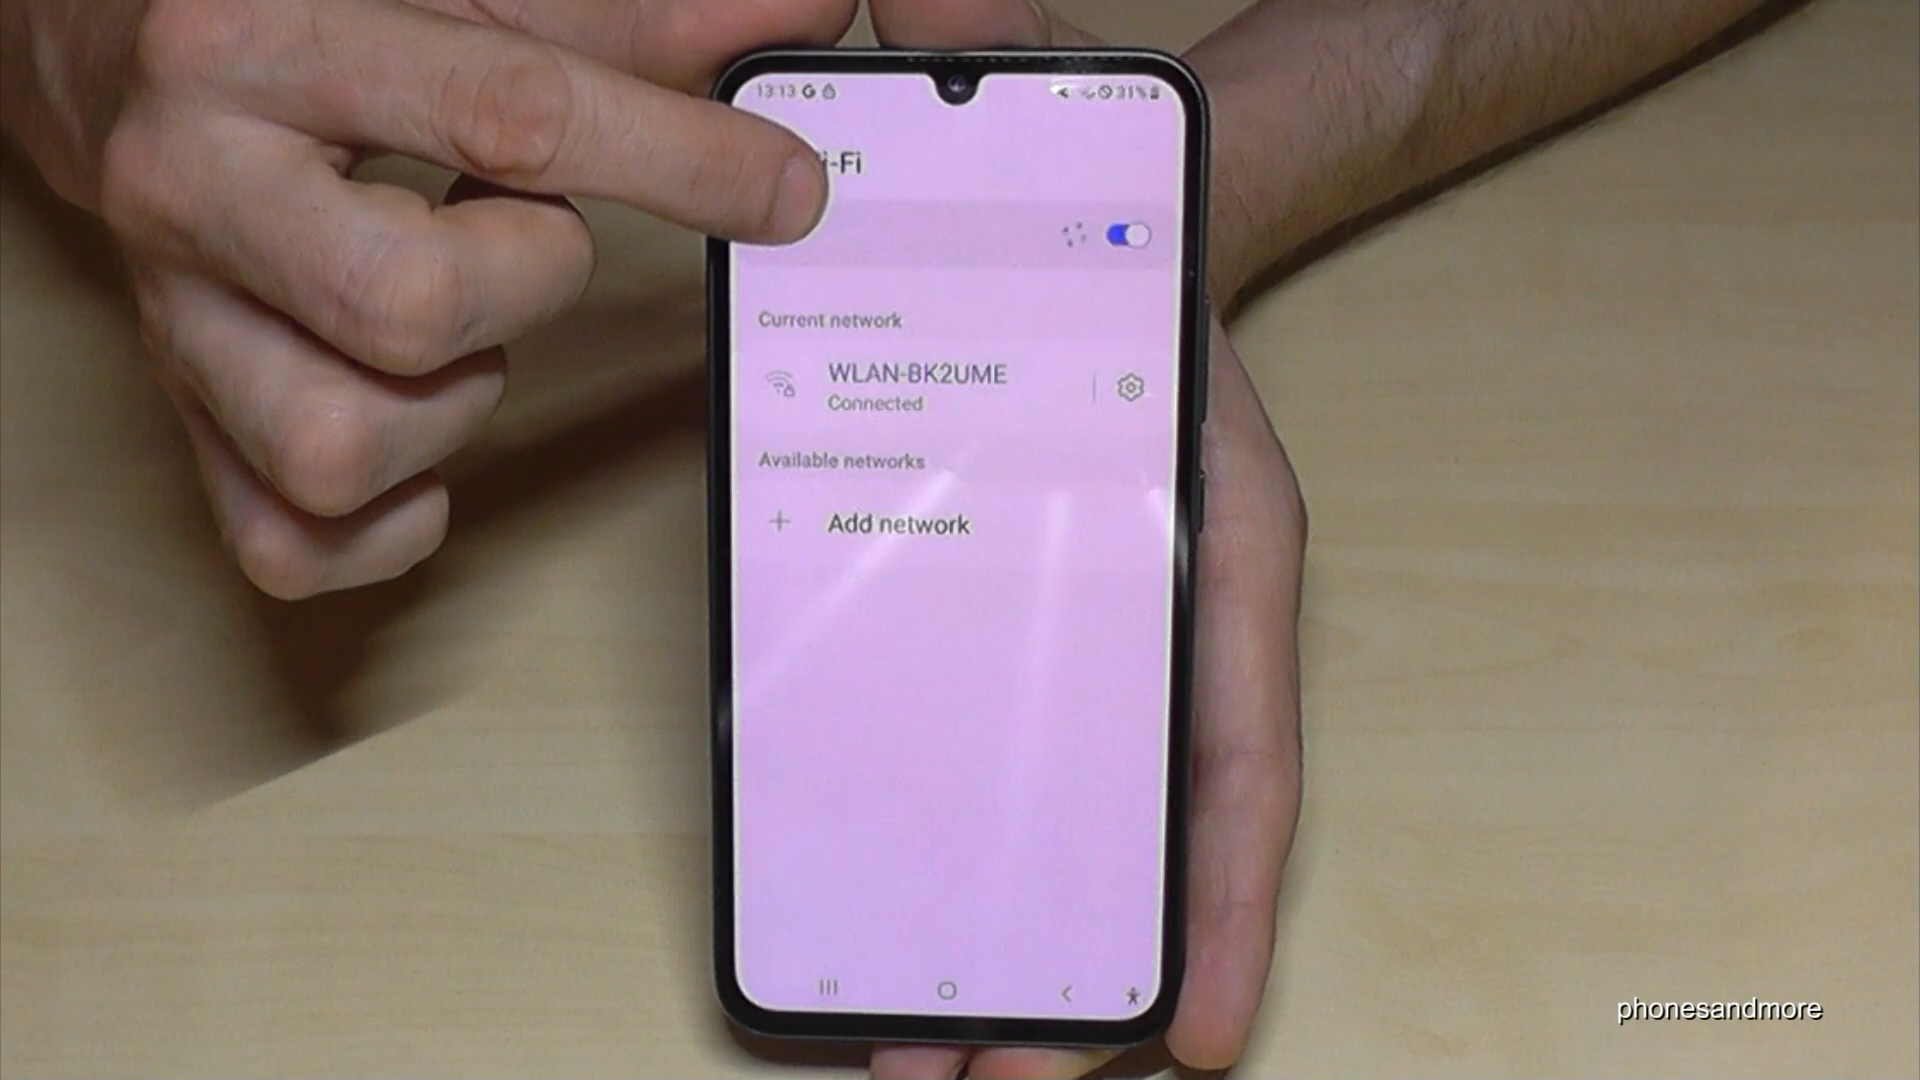 13:13 G
31%
i-Fi
Current network
WLAN-BK2UME
Connected
Available networks
Add network
phonesandmore